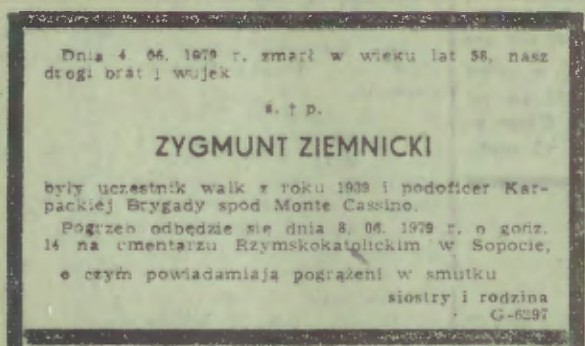 Dnia 4. 06. 1979 r. zmarł w wieku lat 58, nasz
drogi brat i wujek
ś. † p.
ZYGMUNT ZIEMNICKI
były uczestnik walk z roku 1939 i podoficer Kar-
packiej Brygady spod Monte Cassino.
Pogrzeb odbędzie się dnia 8. 06. 1979 r. o godz.
14 na cmentarzu Rzymskokatolickim w Sopocie,
o czym powiadamiają pogrążeni w smutku
siostry i rodzina
G-6297